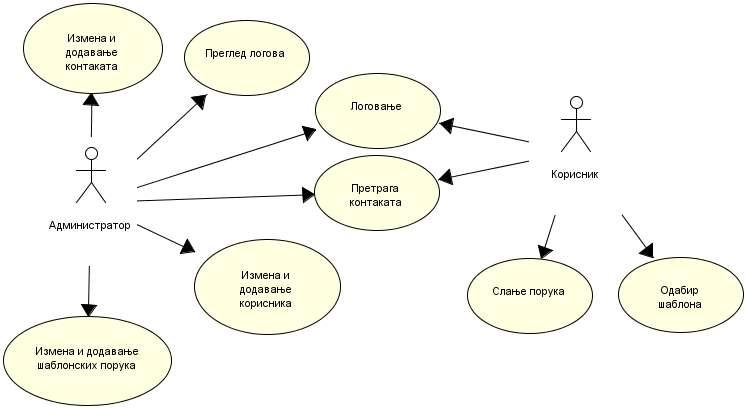 Измена и
додавање
контаката
Преглед логова
Логовање
Претрага
контаката
Администратор
Корисник
Измена и
додавање
корисника
Слање порука
Одабир
шаблона
Измена и додавање
шаблонских порука